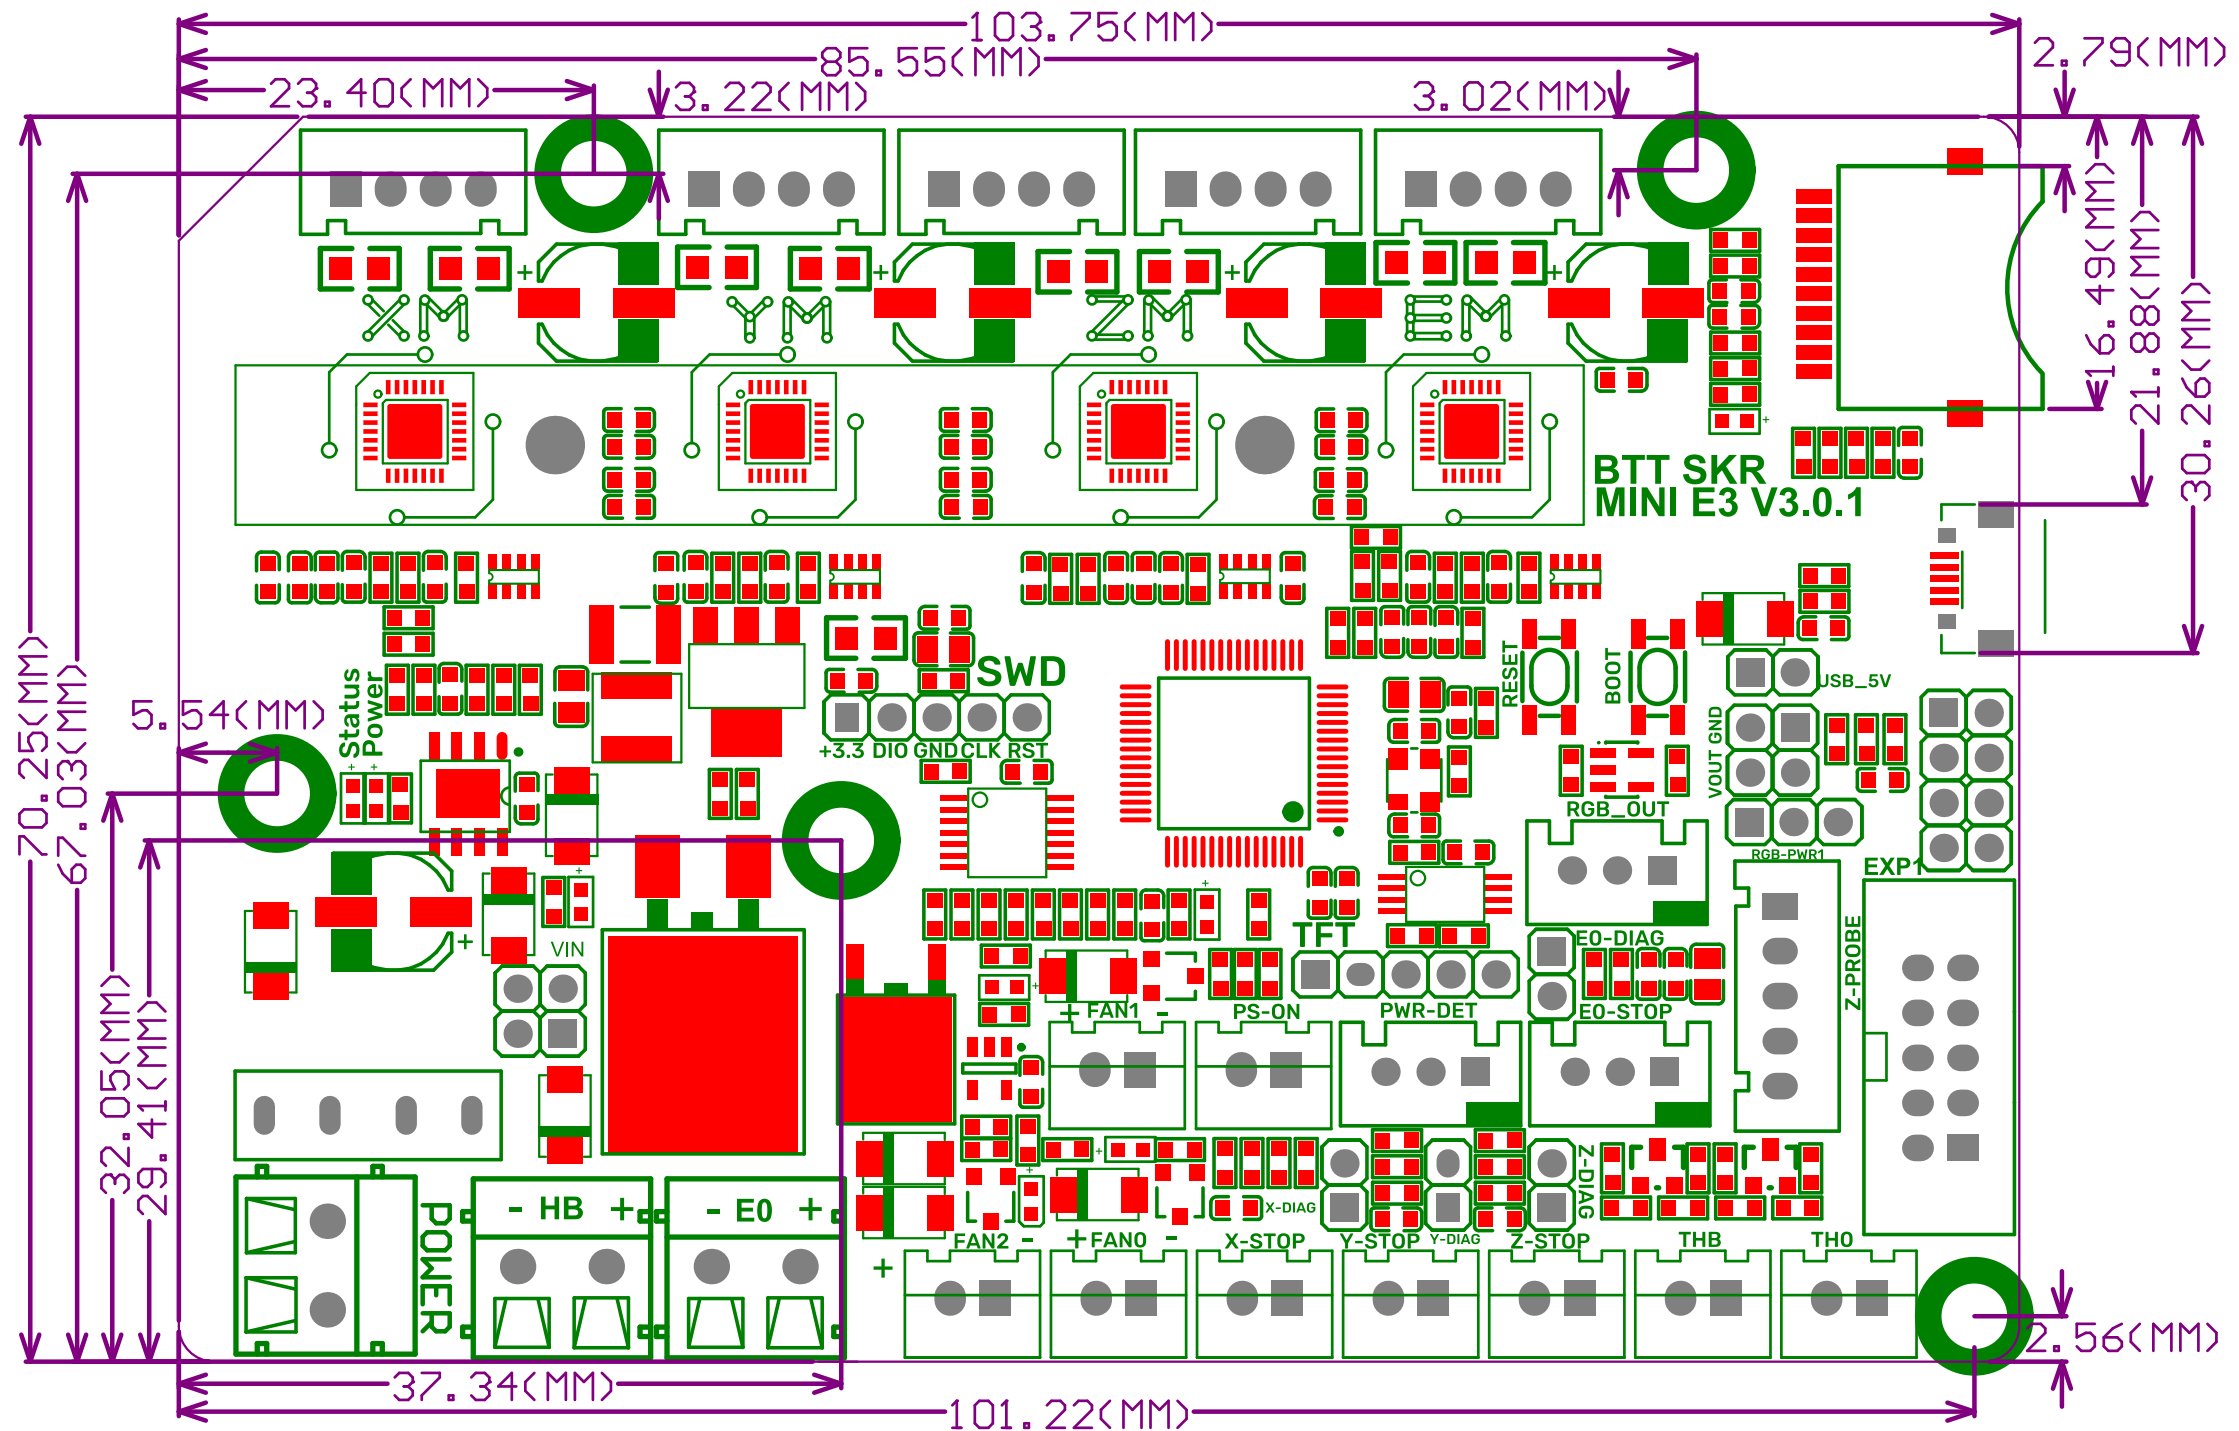 103.75(MM)
85.55(MM)
2.79(MM)
23.40(MM)
3.22(MM)
3.02(MM)
XM
YM
ZM
EM
+
+
+
+
16.49(MM)
21.88(MM)
30.26(MM)
BTT SKR
MINI E3 V3.0.1
70.25(MM)
67.03(MM)
5.54(MM)
Status
Power
SWD
+3.3 DIO GND CLK RST
RESET
BOOT
USB_5V
VOUT GND
RGB_OUT
RGB-PWR1
EXP1
32.05(MM)
29.41(MM)
VIN
+
TFT
E0-DIAG
Z-PROBE
+ FAN1 -
PS-ON
PWR-DET
E0-STOP
POWER
- HB +
- E0 +
X-DIAG
Z-DIAG
+
FAN2 -
+FAN0 -
X-STOP
Y-STOP
Y-DIAG
Z-STOP
THB
TH0
2.56(MM)
37.34(MM)
101.22(MM)